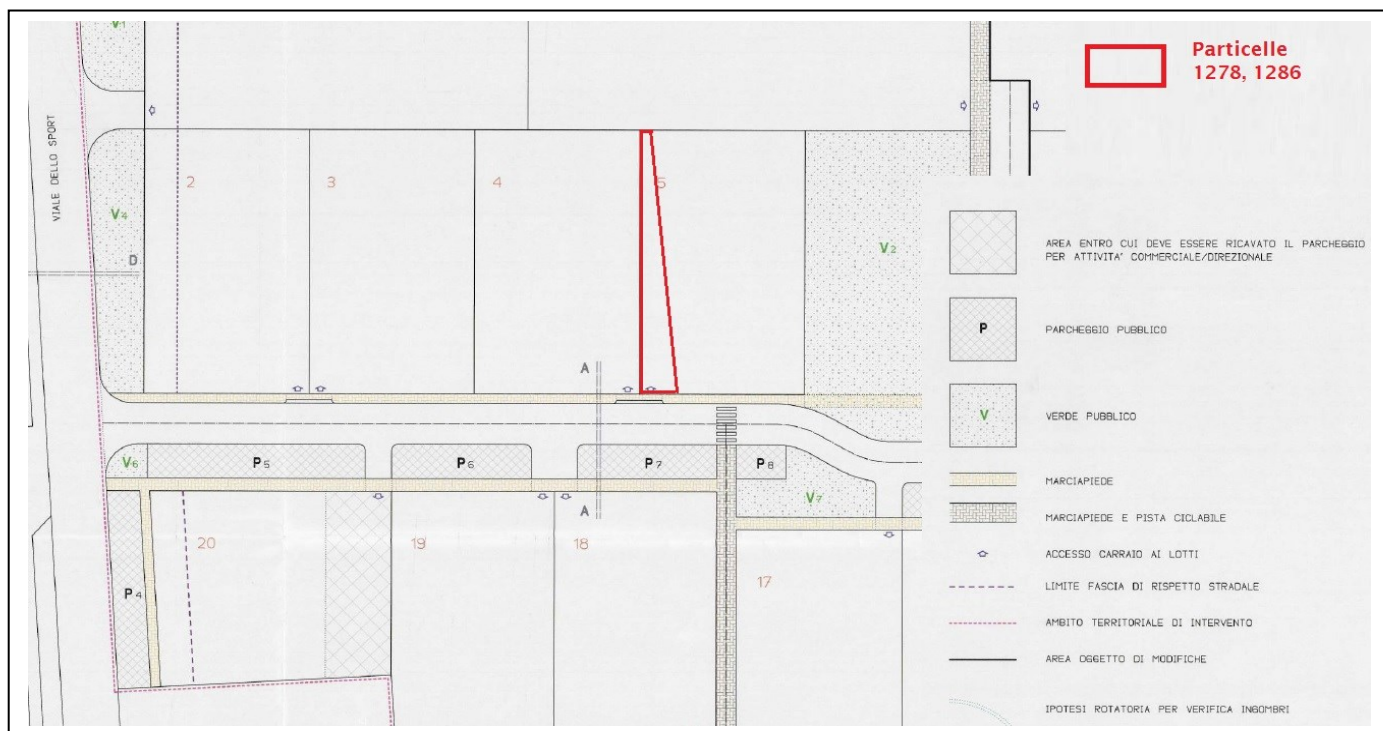 V1
Particelle
1278, 1286
VIALE DELLO SPORT
2
3
4
5
V4
V2
D
AREA ENTRO CUI DEVE ESSERE RICAVATO IL PARCHEGGIO
PER ATTIVITA' COMMERCIALE/DIREZIONALE
P
PARCHEGGIO PUBBLICO
A
V
VERDE PUBBLICO
V6
P5
P6
P7
P8
MARCIAPIEDE
V7
A
MARCIAPIEDE E PISTA CICLABILE
20
19
18
17
ACCESSO CARRAIO AI LOTTI
P4
LIMITE FASCIA DI RISPETTO STRADALE
AMBITO TERRITORIALE DI INTERVENTO
AREA OGGETTO DI MODIFICHE
IPOTESI ROTATORIA PER VERIFICA INGOMBRI